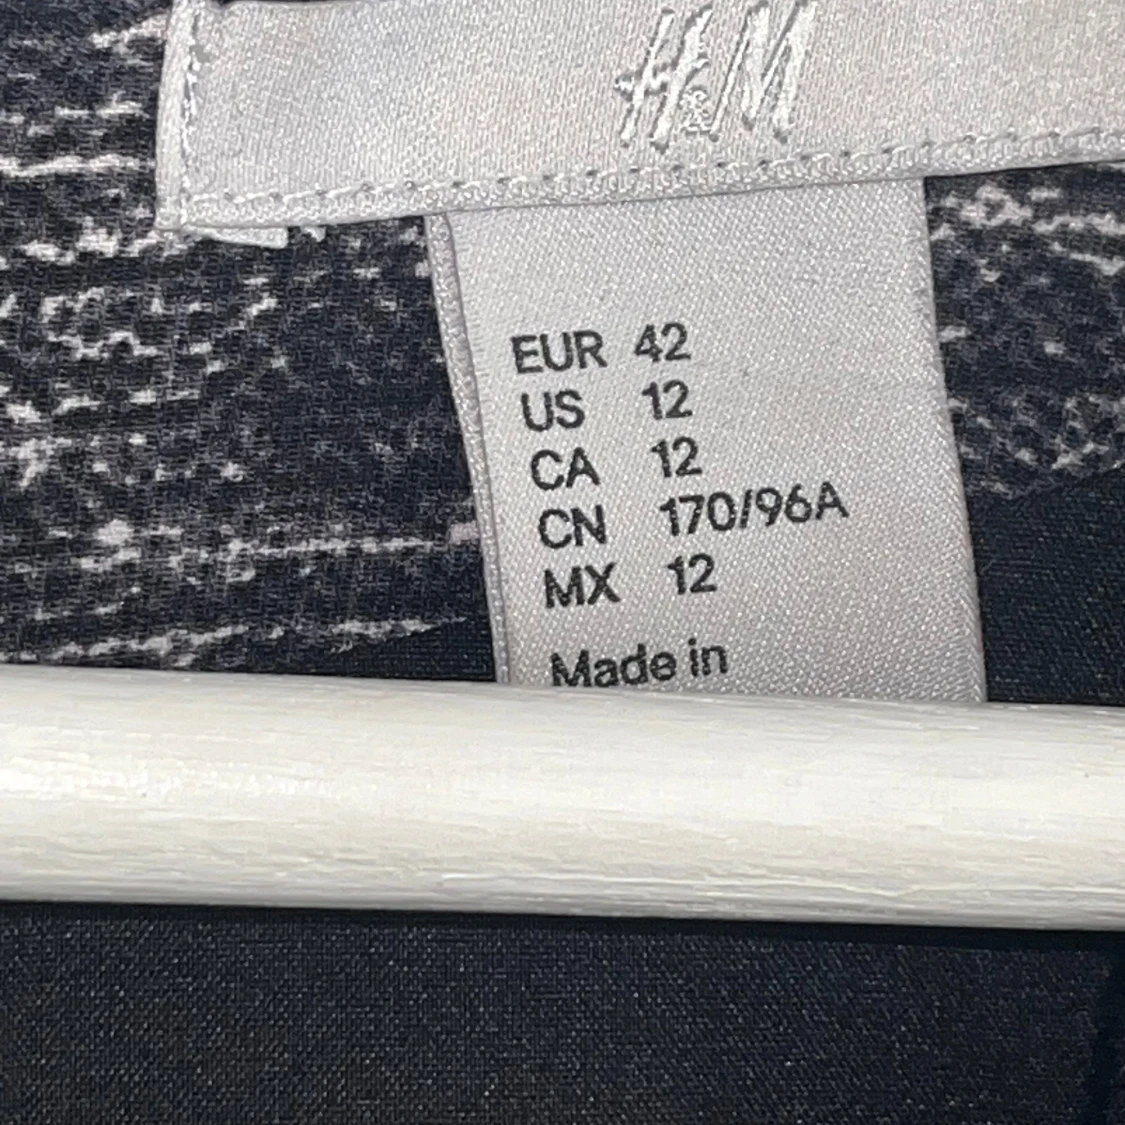 H&M
EUR 42
US 12
CA 12
CN 170/96A
MX 12
Made in